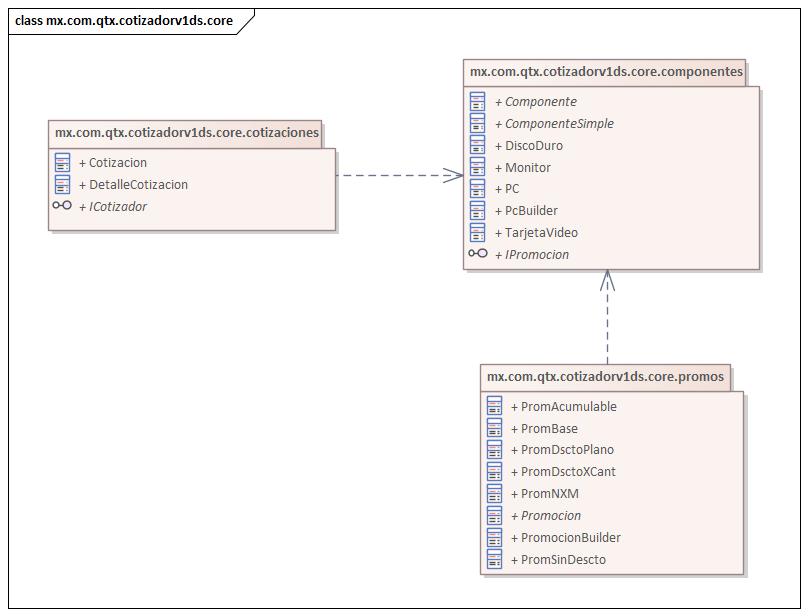 class mx.com.qtx.cotizadorv1ds.core
mx.com.qtx.cotizadorv1ds.core.cotizaciones
+ Cotizacion
+ DetalleCotizacion
+ ICotizador
mx.com.qtx.cotizadorv1ds.core.componentes
+ Componente
+ ComponenteSimple
+ DiscoDuro
+ Monitor
+ PC
+ PcBuilder
+ TarjetaVideo
+ IPromocion
mx.com.qtx.cotizadorv1ds.core.promos
+ PromAcumulable
+ PromBase
+ PromDsctoPlano
+ PromDsctoXCant
+ PromNXM
+ Promocion
+ PromocionBuilder
+ PromSinDescto